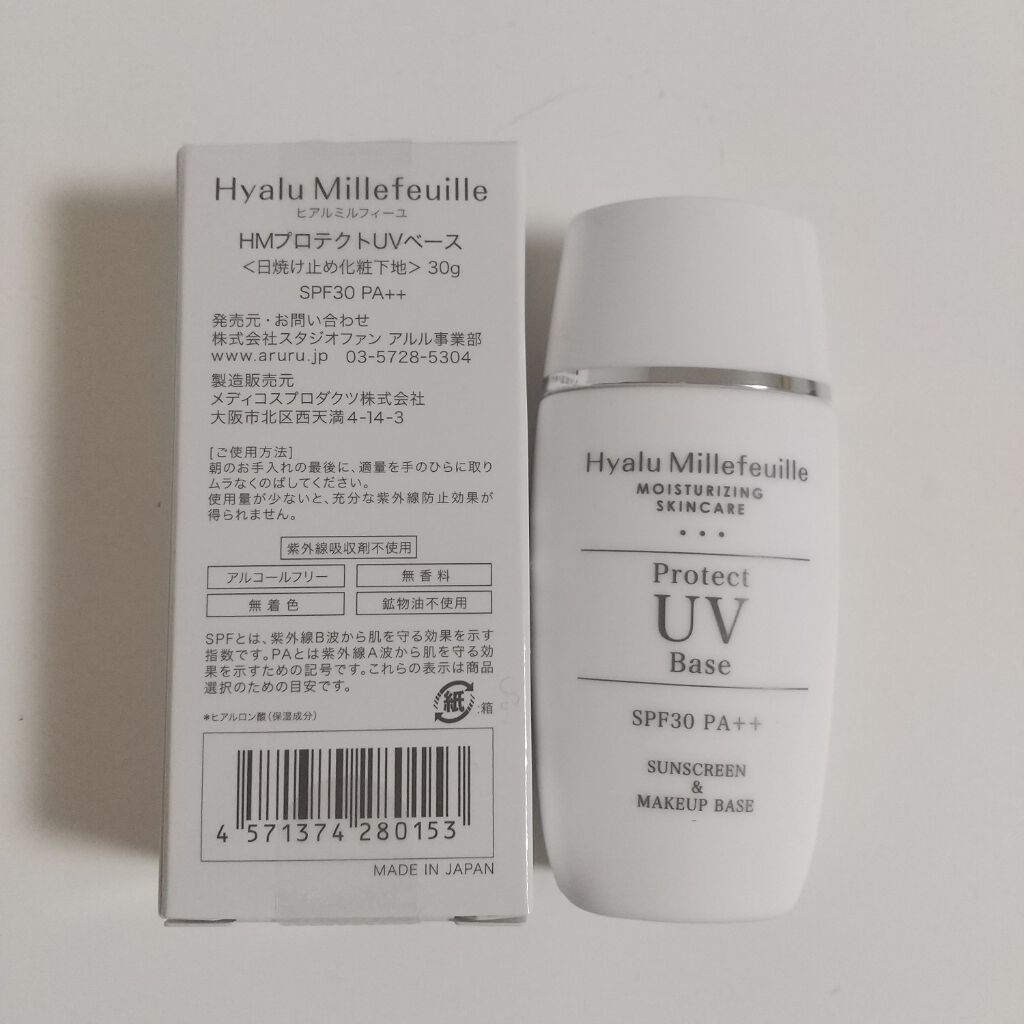 Hyalu Millefeuille
ヒアルミルフィーユ
HMプロテクトUVベース
＜日焼け止め化粧下地＞ 30g
SPF30 PA++
発売元・お問い合わせ
株式会社スタジオファン アルル事業部
www.aruru.jp 03-5728-5304
製造販売元
メディコスプロダクツ株式会社
大阪市北区西天満4-14-3
[ご使用方法]
朝のお手入れの最後に、適量を手のひらに取り
ムラなくのばしてください。
使用量が少ないと、充分な紫外線防止効果が
得られません。
紫外線吸収剤不使用
アルコールフリー 無香料
無着色 鉱物油不使用
SPFとは、紫外線B波から肌を守る効果を示す
指数です。PAとは紫外線A波から肌を守る効
果を示すための記号です。これらの表示は商品
選択のための目安です。
紙 :箱
*ヒアルロン酸（保湿成分）
4 571374 280153
MADE IN JAPAN
Hyalu Millefeuille
MOISTURIZING
SKINCARE
Protect
UV
Base
SPF30 PA++
SUNSCREEN
&
MAKEUP BASE